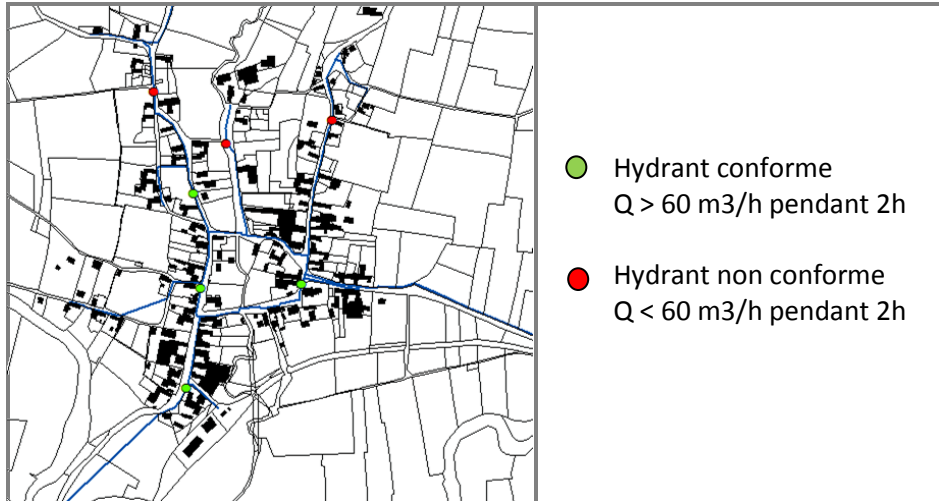 Hydrant conforme
Q > 60 m3/h pendant 2h
Hydrant non conforme
Q < 60 m3/h pendant 2h